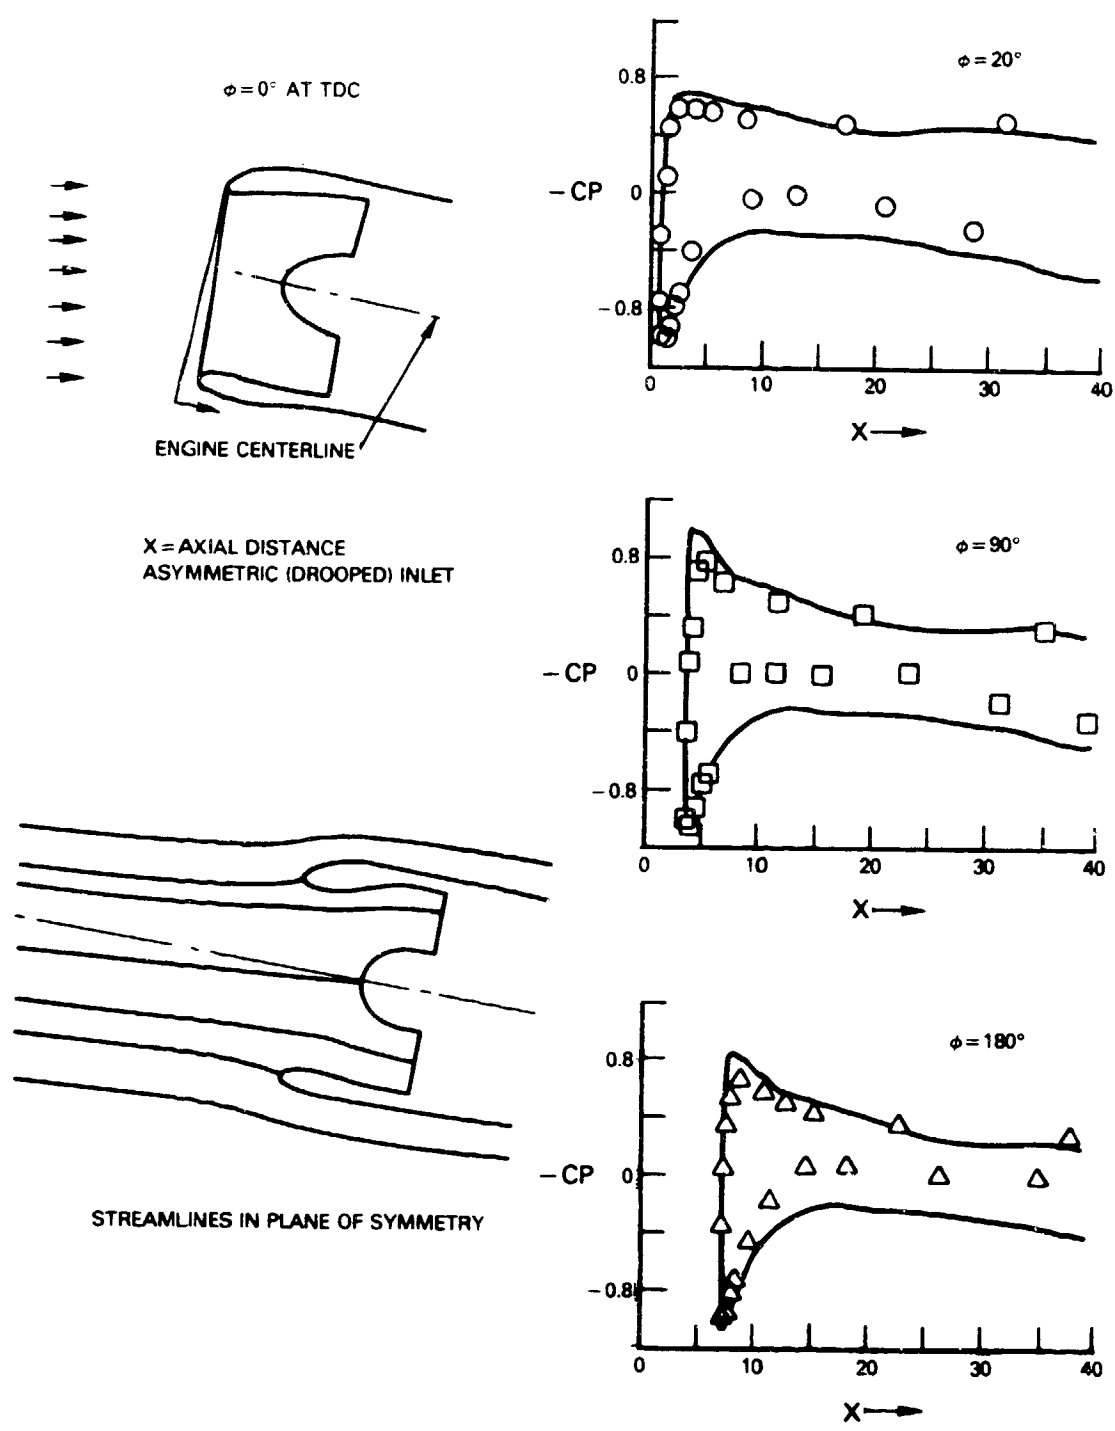 ϕ = 0° AT TDC
ENGINE CENTERLINE
X = AXIAL DISTANCE
ASYMMETRIC (DROOPED) INLET
STREAMLINES IN PLANE OF SYMMETRY
ϕ = 20°
0.8
− CP 0
−0.8
0 10 20 30 40
X
ϕ = 90°
0.8
− CP 0
−0.8
0 10 20 30 40
X
ϕ = 180°
0.8
− CP 0
−0.8
0 10 20 30 40
X